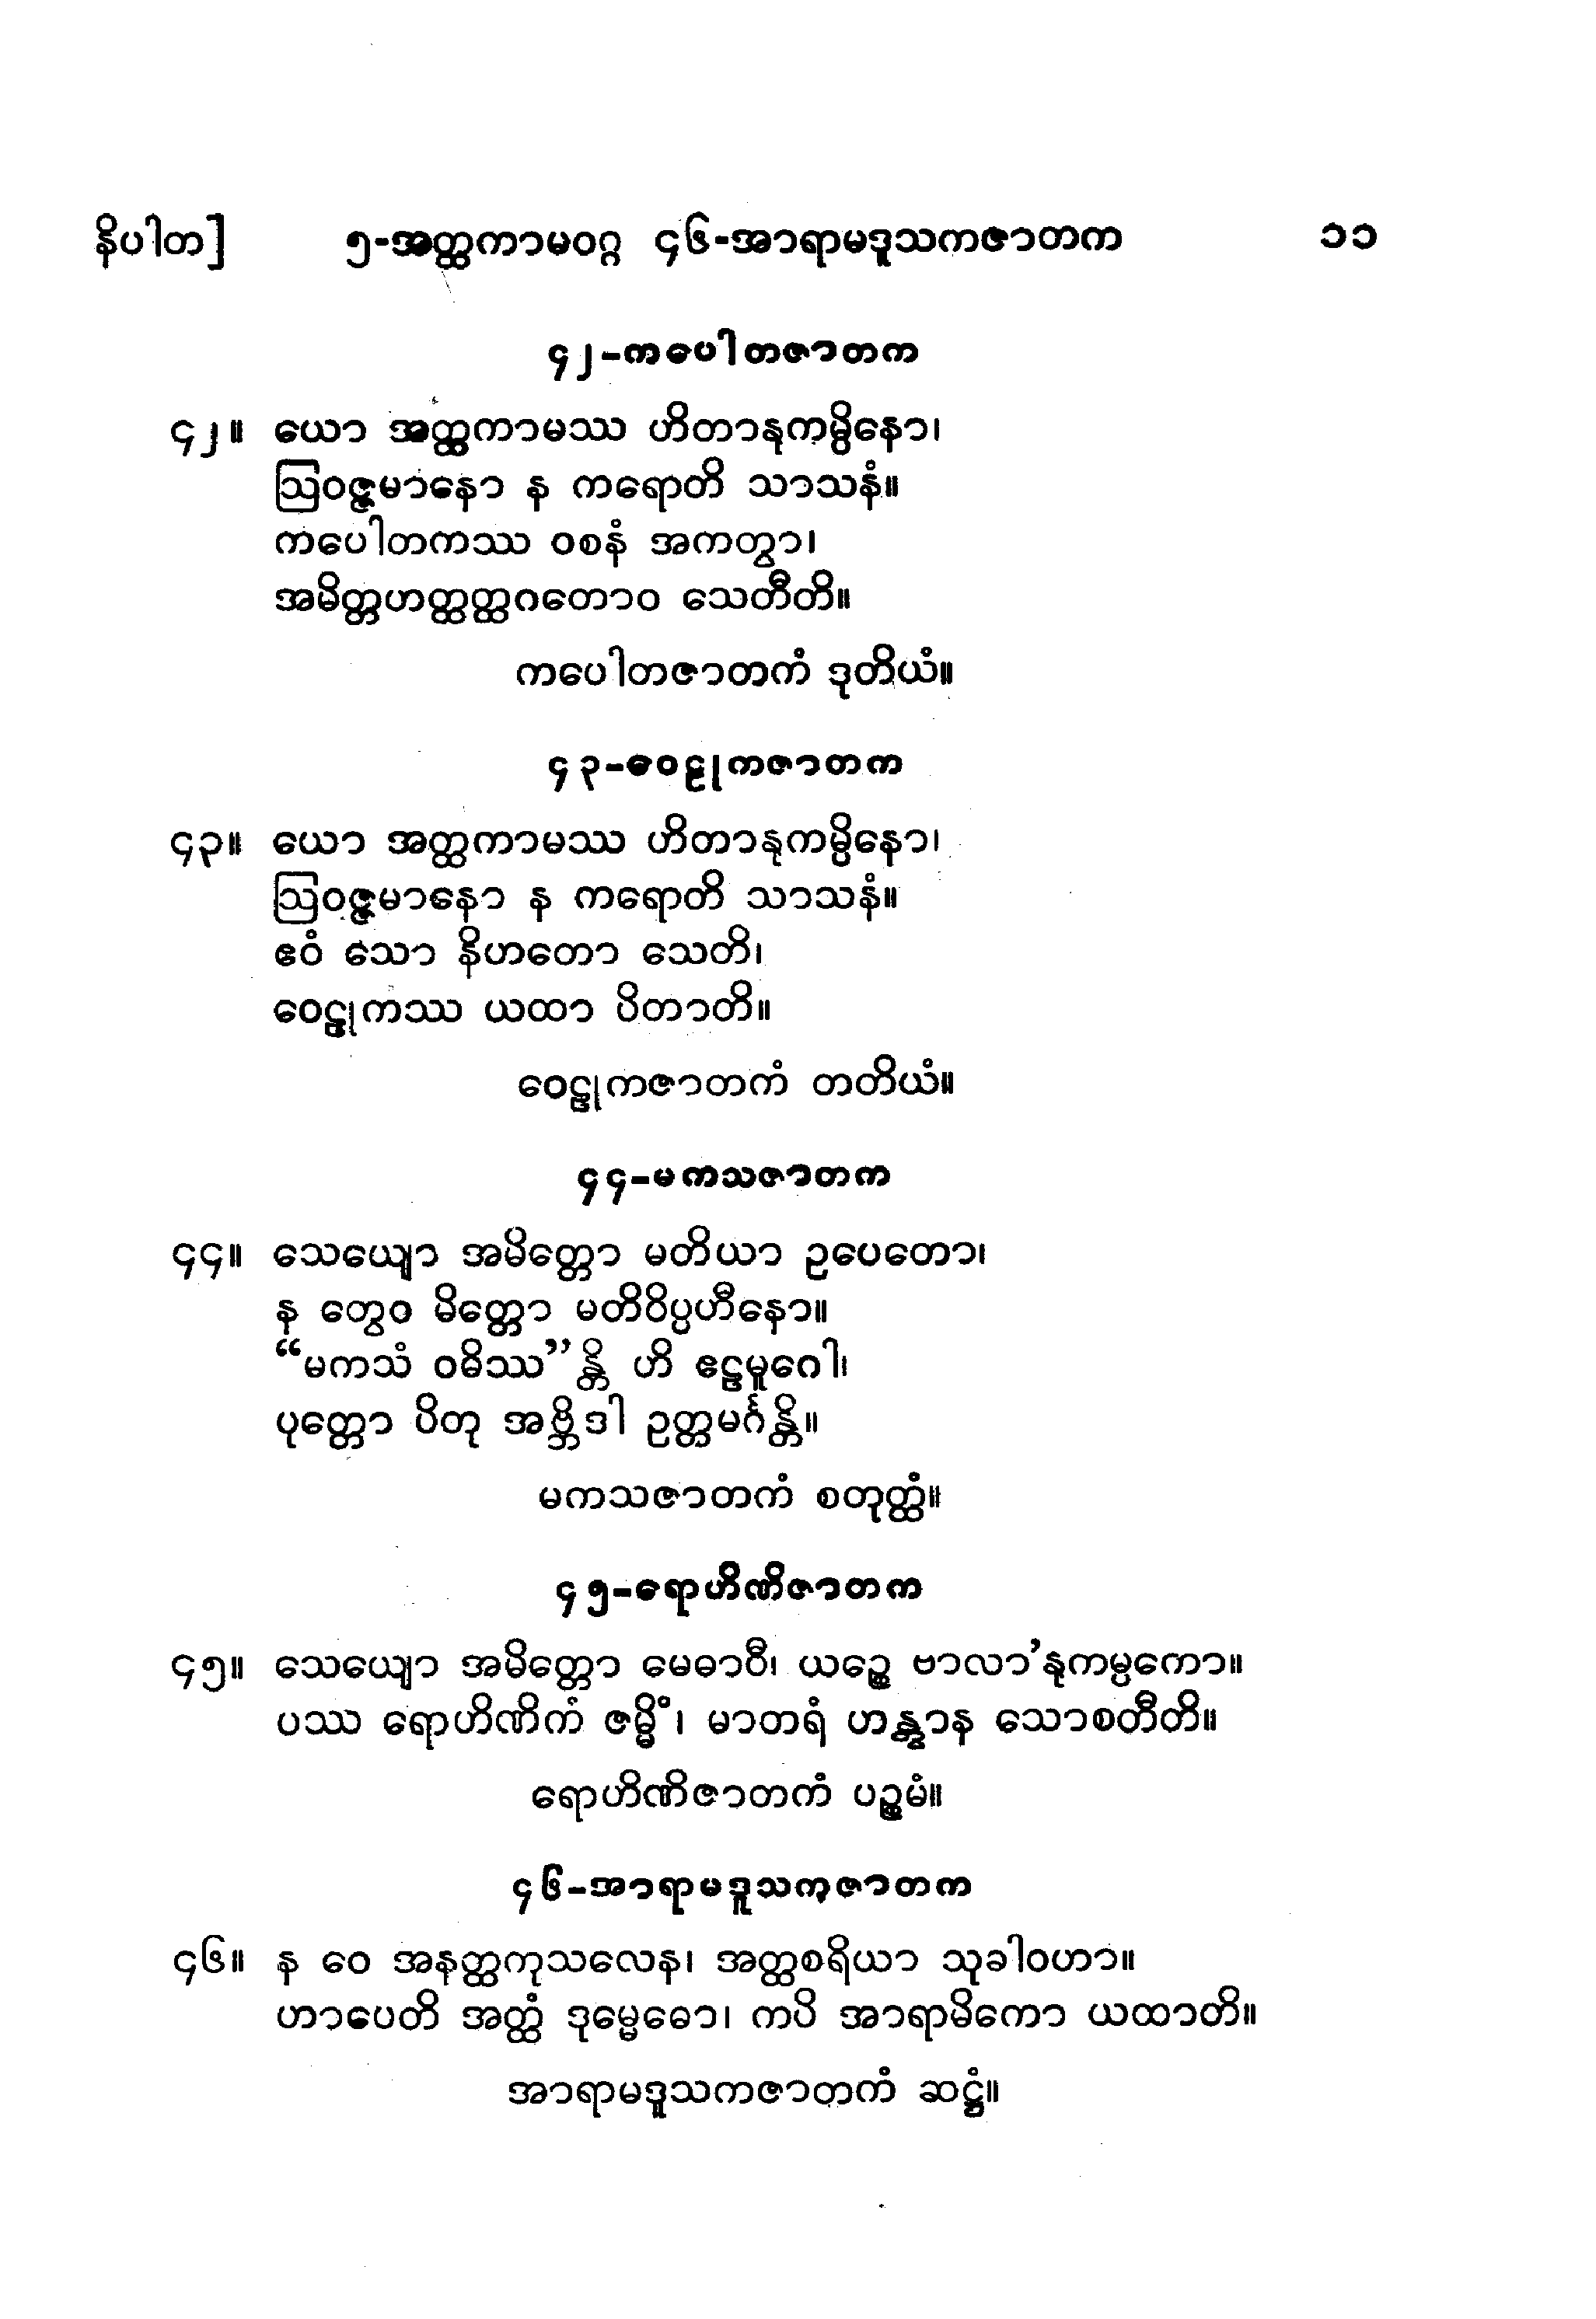 နိပါတ] ၅-အတ္ထကာမဝဂ္ဂ ၄၆-အာရာမဒူသကဇာတက ၁၁
၄၂-ကပေါတဇာတက
၄၂။ ယော အတ္ထကာမဿ ဟိတာနုကမ္ပိနော၊
ဩဝဇ္ဇမာနော န ကရောတိ သာသနံ။
ကပေါတကဿ ဝစနံ အကတွာ၊
အမိတ္တဟတ္ထတ္ထဂတောဝ သေတီတိ။
ကပေါတဇာတကံ ဒုတိယံ။
၄၃-ဝေဠုကဇာတက
၄၃။ ယော အတ္ထကာမဿ ဟိတာနုကမ္ပိနော၊
ဩဝဇ္ဇမာနော န ကရောတိ သာသနံ။
ဧဝံ သော နိဟတော သေတိ၊
ဝေဠုကဿ ယထာ ပိတာတိ။
ဝေဠုကဇာတကံ တတိယံ။
၄၄-မကသဇာတက
၄၄။ သေယျော အမိတ္တော မတိယာ ဥပေတော၊
န တွေဝ မိတ္တော မတိဝိပ္ပဟီနော။
“မကသံ ဝဓိဿ”န္တိ ဟိ ဧဠမူဂေါ၊
ပုတ္တော ပိတု အဗ္ဘိဒါ ဥတ္တမင်္ဂန္တိ။
မကသဇာတကံ စတုတ္ထံ။
၄၅-ရောဟိဏိဇာတက
၄၅။ သေယျော အမိတ္တော မေဓာဝီ၊ ယဉ္စေ ဗာလာ’နုကမ္ပကော။
ပဿ ရောဟိဏိကံ ဇမ္မိံ၊ မာတရံ ဟန္တွာန သောစတီတိ။
ရောဟိဏိဇာတကံ ပဉ္စမံ။
၄၆-အာရာမဒူသကဇာတက
၄၆။ န ဝေ အနတ္ထကုသလေန၊ အတ္ထစရိယာ သုခါဝဟာ။
ဟာပေတိ အတ္ထံ ဒုမ္မေဓော၊ ကပိ အာရာမိကော ယထာတိ။
အာရာမဒူသကဇာတကံ ဆဋ္ဌံ။